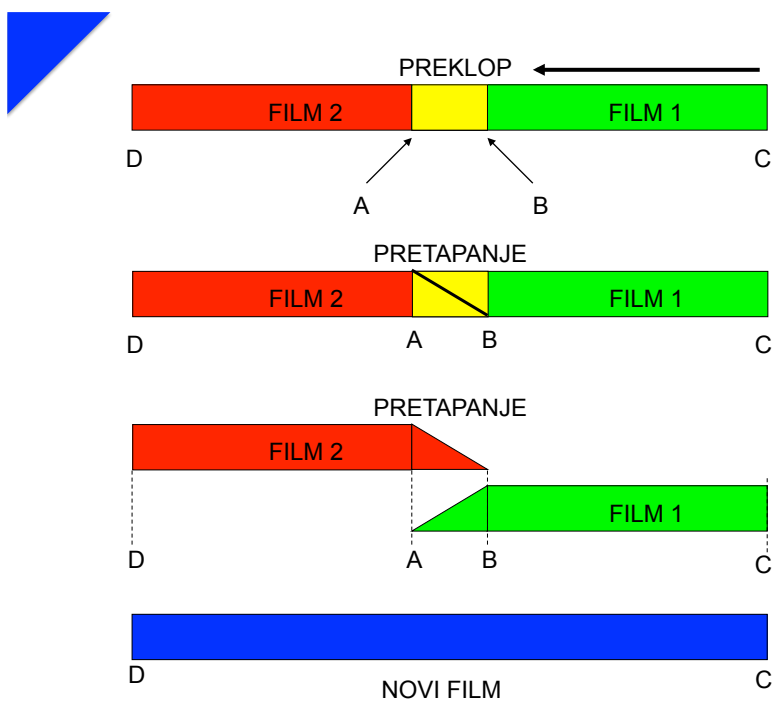 PREKLOP
FILM 2 FILM 1
D C
A B
PRETAPANJE
FILM 2 FILM 1
D A B C
PRETAPANJE
FILM 2
FILM 1
D A B C
D C
NOVI FILM